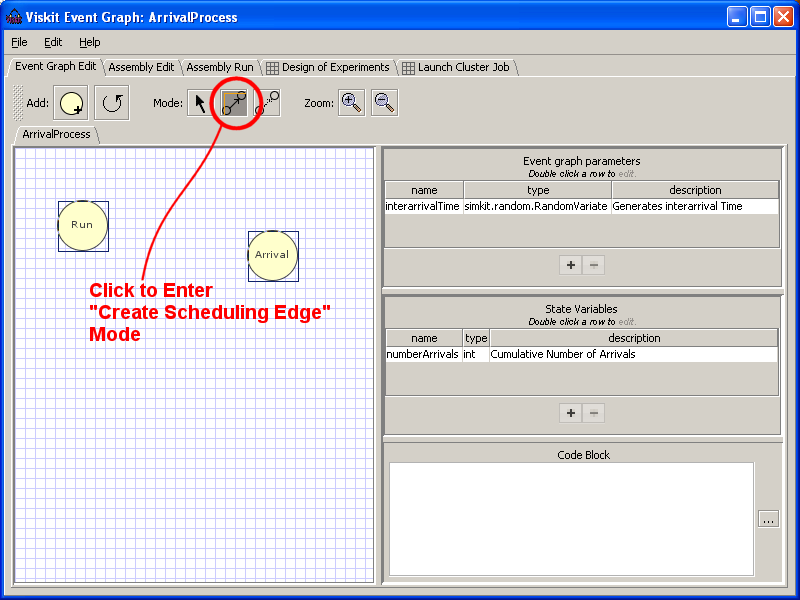 Viskit Event Graph: ArrivalProcess
File Edit Help
Event Graph Edit Assembly Edit Assembly Run Design of Experiments Launch Cluster Job
Add: Mode: Zoom:
ArrivalProcess
Run
Arrival
Click to Enter
"Create Scheduling Edge"
Mode
Event graph parameters
Double click a row to edit.
name type description
interarrivalTime simkit.random.RandomVariate Generates interarrival Time
+ −
State Variables
Double click a row to edit.
name type description
numberArrivals int Cumulative Number of Arrivals
+ −
Code Block
...